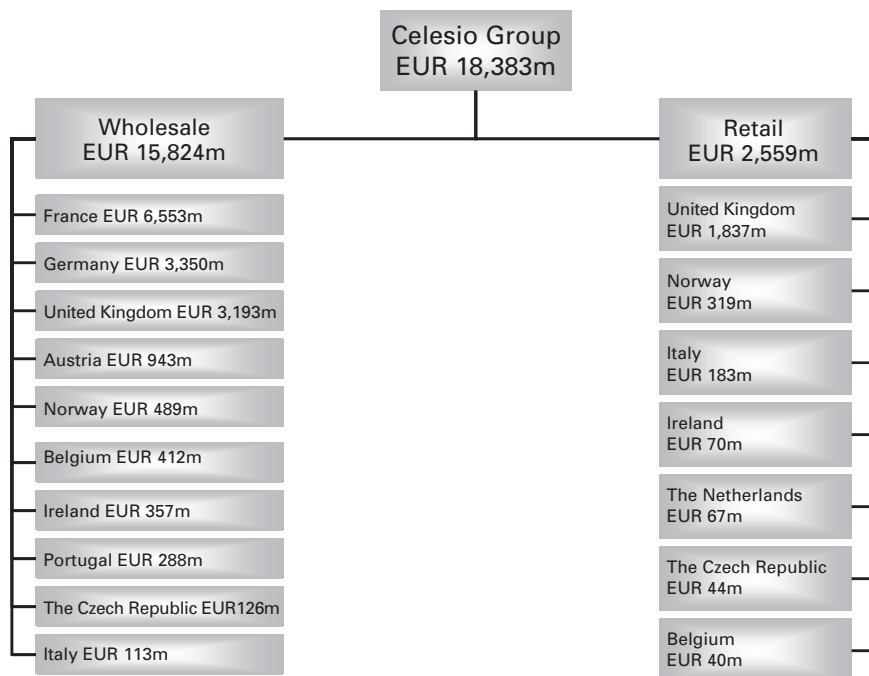 Celesio Group
EUR 18,383m
Wholesale
EUR 15,824m
France EUR 6,553m
Germany EUR 3,350m
United Kingdom EUR 3,193m
Austria EUR 943m
Norway EUR 489m
Belgium EUR 412m
Ireland EUR 357m
Portugal EUR 288m
The Czech Republic EUR126m
Italy EUR 113m
Retail
EUR 2,559m
United Kingdom
EUR 1,837m
Norway
EUR 319m
Italy
EUR 183m
Ireland
EUR 70m
The Netherlands
EUR 67m
The Czech Republic
EUR 44m
Belgium
EUR 40m